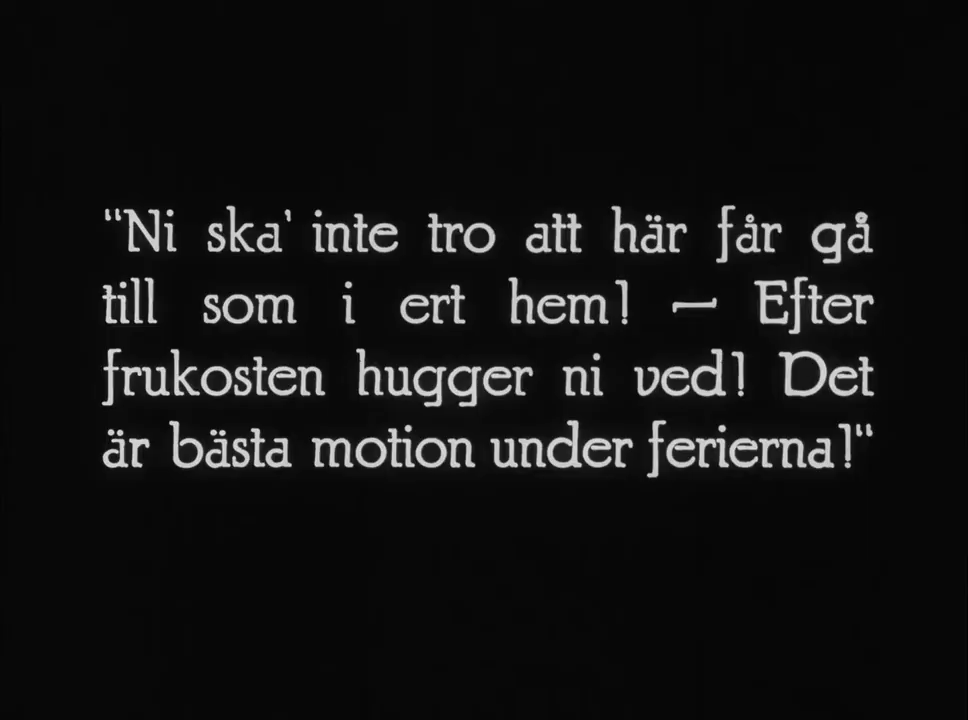 “Ni ska' inte tro att här får gå
till som i ert hem! — Efter
frukosten hugger ni ved! Det
är bästa motion under ferierna!“